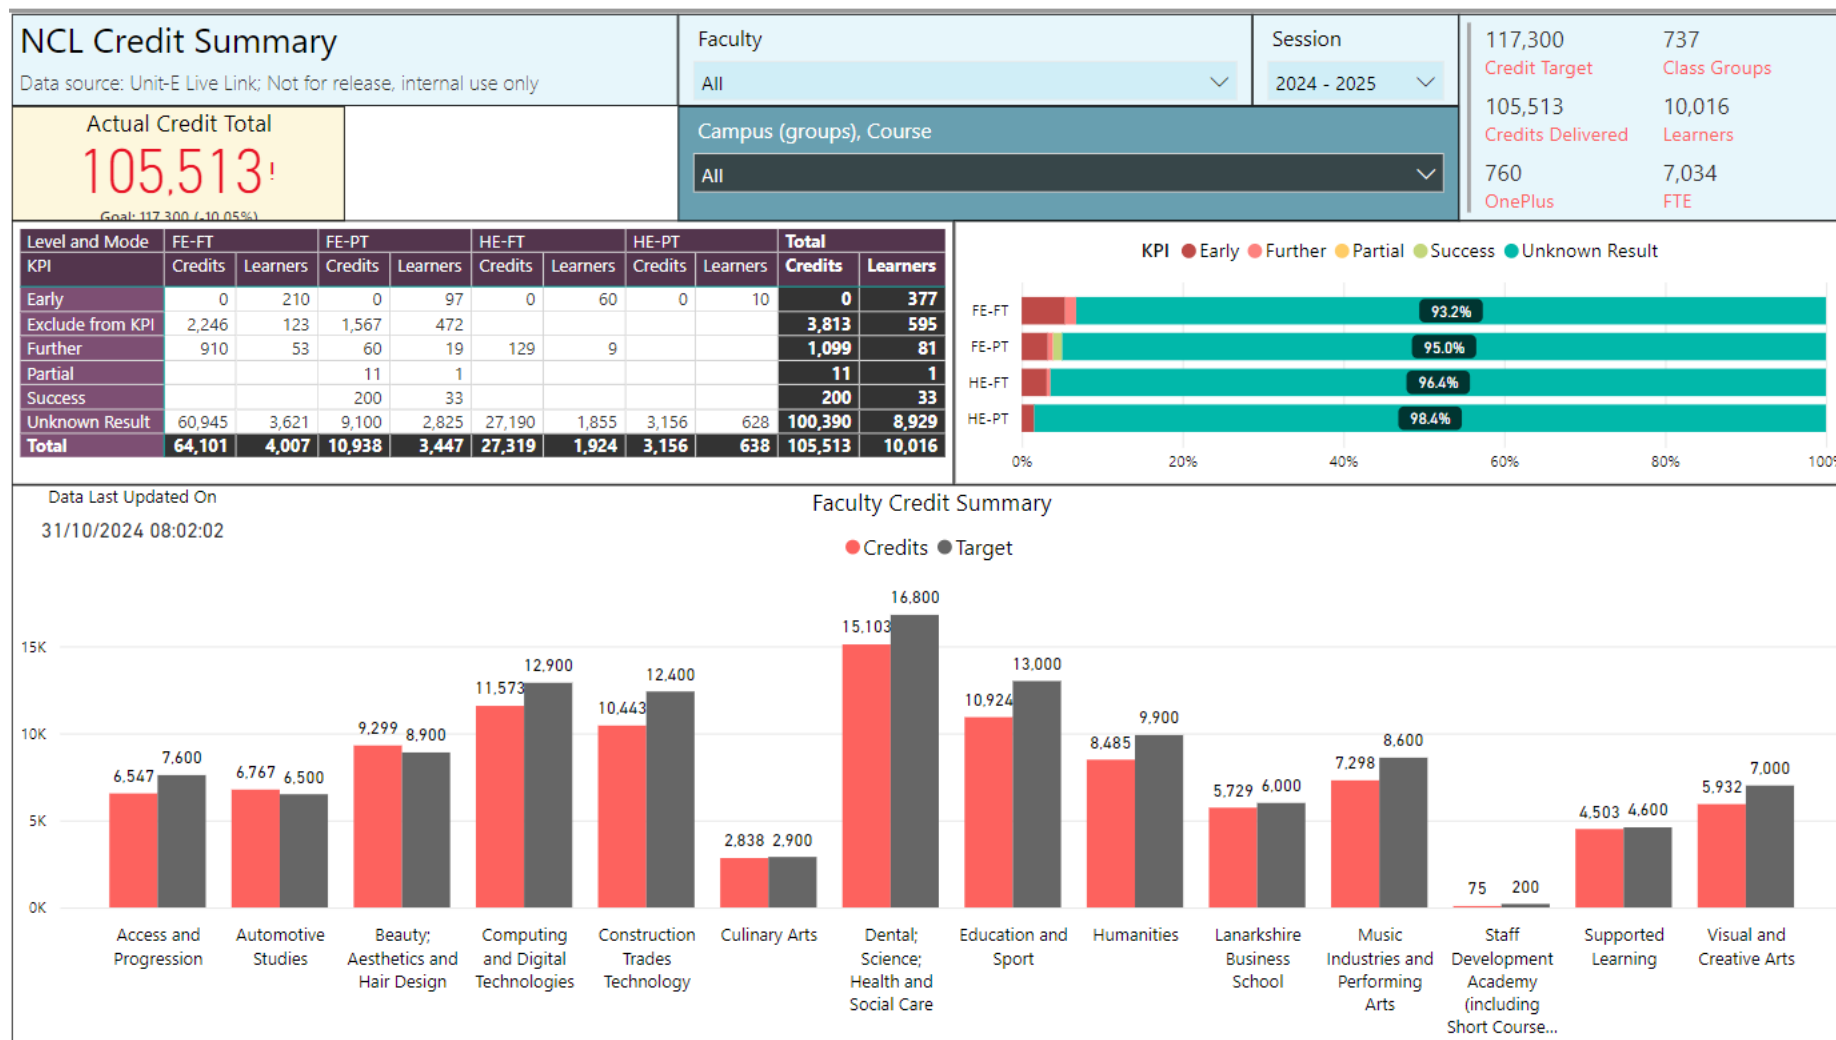 NCL Credit Summary
Data source: Unit-E Live Link; Not for release, internal use only
Faculty
All
Session
2024 - 2025
117,300
Credit Target
737
Class Groups
105,513
Credits Delivered
10,016
Learners
760
OnePlus
7,034
FTE
Actual Credit Total
105,513!
Goal: 117,300 (-10.05%)
Campus (groups), Course
All
Level and Mode FE-FT FE-PT HE-FT HE-PT Total
KPI Credits Learners Credits Learners Credits Learners Credits Learners Credits Learners
Early 0 210 0 97 0 60 0 10 0 377
Exclude from KPI 2,246 123 1,567 472 3,813 595
Further 910 53 60 19 129 9 1,099 81
Partial 11 1 11 1
Success 200 33 200 33
Unknown Result 60,945 3,621 9,100 2,825 27,190 1,855 3,156 628 100,390 8,929
Total 64,101 4,007 10,938 3,447 27,319 1,924 3,156 638 105,513 10,016
KPI Early Further Partial Success Unknown Result
FE-FT 93.2%
FE-PT 95.0%
HE-FT 96.4%
HE-PT 98.4%
0% 20% 40% 60% 80% 100%
Data Last Updated On
31/10/2024 08:02:02
Faculty Credit Summary
Credits Target
15K
10K
5K
0K
6,547 7,600
6,767 6,500
9,299 8,900
11,573 12,900
10,443 12,400
2,838 2,900
15,103 16,800
10,924 13,000
8,485 9,900
5,729 6,000
7,298 8,600
75 200
4,503 4,600
5,932 7,000
Access and
Progression
Automotive
Studies
Beauty;
Aesthetics and
Hair Design
Computing
and Digital
Technologies
Construction
Trades
Technology
Culinary Arts
Dental;
Science;
Health and
Social Care
Education and
Sport
Humanities
Lanarkshire
Business
School
Music
Industries and
Performing
Arts
Staff
Development
Academy
(including
Short Course...
Supported
Learning
Visual and
Creative Arts